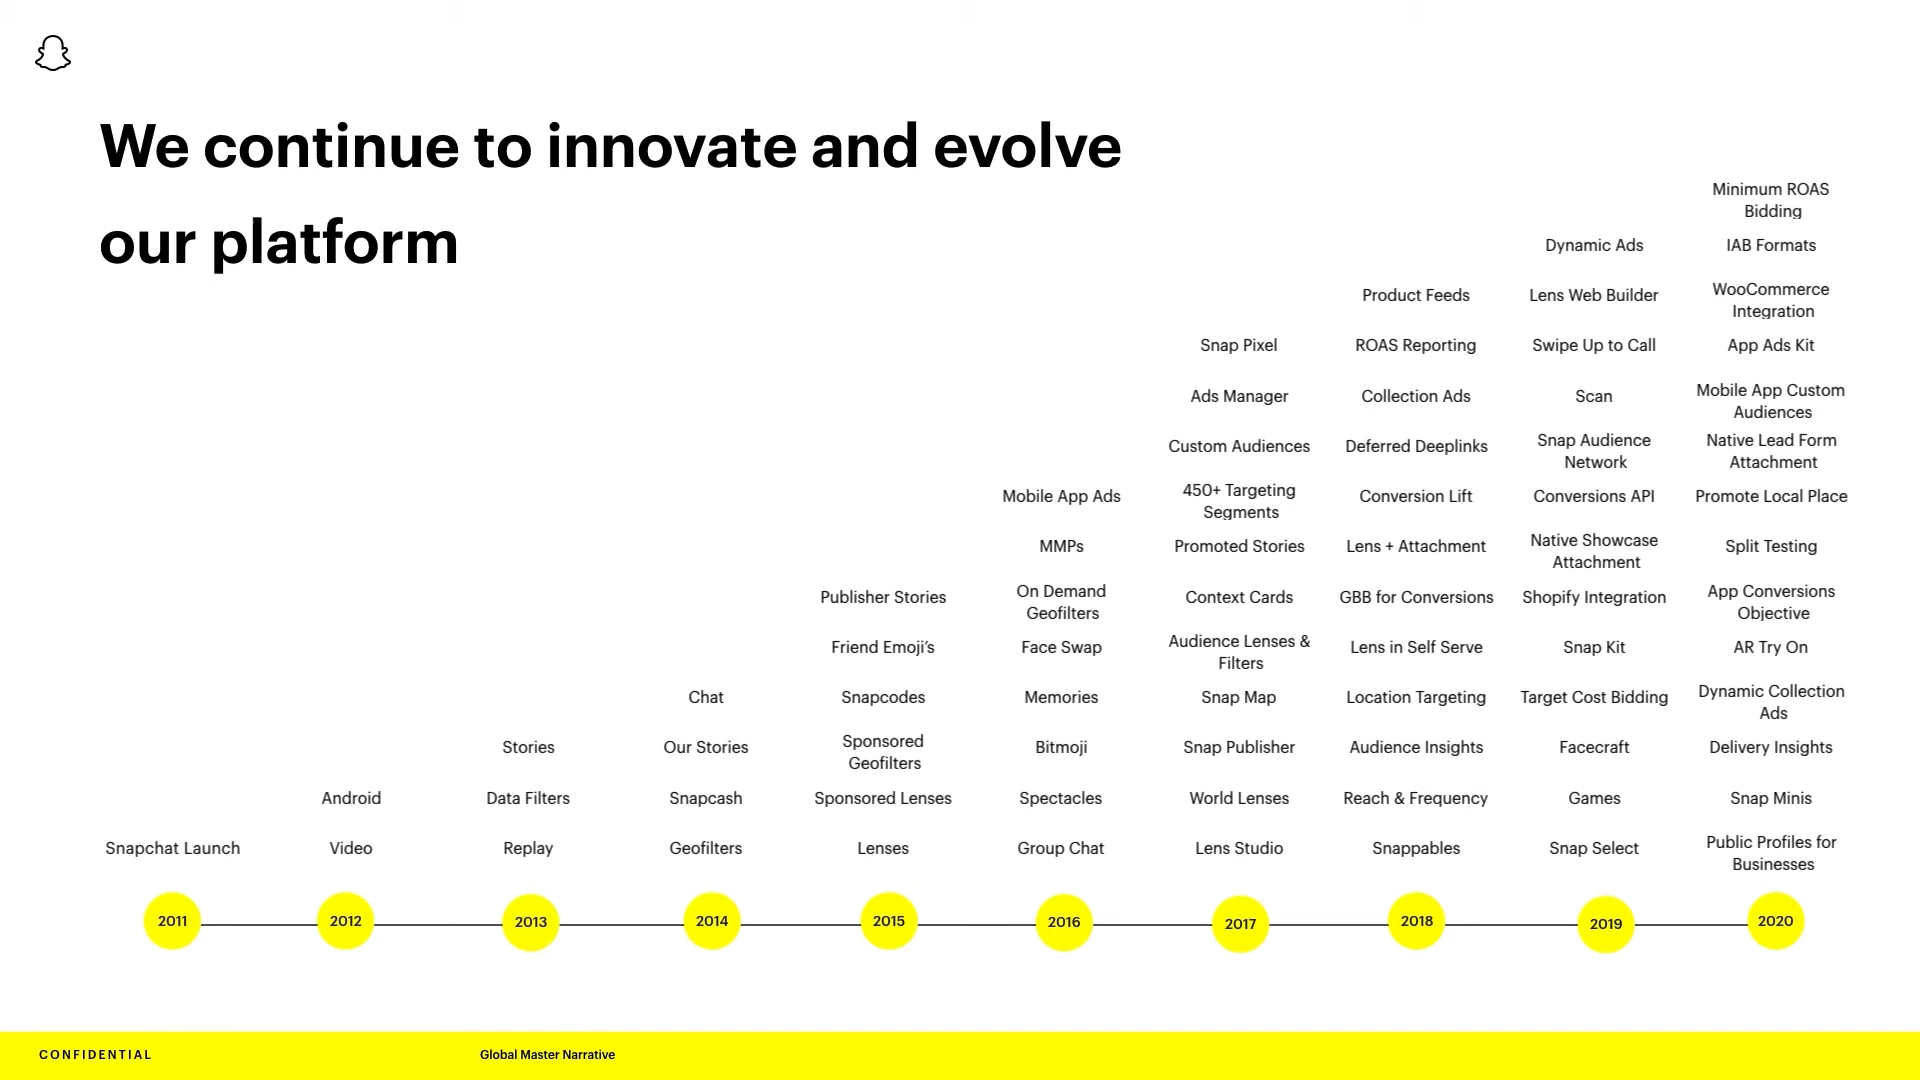 We continue to innovate and evolve
our platform
Minimum ROAS
Bidding
Dynamic Ads
IAB Formats
Product Feeds
Lens Web Builder
WooCommerce
Integration
Snap Pixel
ROAS Reporting
Swipe Up to Call
App Ads Kit
Ads Manager
Collection Ads
Scan
Mobile App Custom
Audiences
Custom Audiences
Deferred Deeplinks
Snap Audience
Network
Native Lead Form
Attachment
Mobile App Ads
450+ Targeting
Segments
Conversion Lift
Conversions API
Promote Local Place
MMPs
Promoted Stories
Lens + Attachment
Native Showcase
Attachment
Split Testing
Publisher Stories
On Demand
Geofilters
Context Cards
GBB for Conversions
Shopify Integration
App Conversions
Objective
Friend Emoji’s
Face Swap
Audience Lenses &
Filters
Lens in Self Serve
Snap Kit
AR Try On
Chat
Snapcodes
Memories
Snap Map
Location Targeting
Target Cost Bidding
Dynamic Collection
Ads
Stories
Our Stories
Sponsored
Geofilters
Bitmoji
Snap Publisher
Audience Insights
Facecraft
Delivery Insights
Android
Data Filters
Snapcash
Sponsored Lenses
Spectacles
World Lenses
Reach & Frequency
Games
Snap Minis
Snapchat Launch
Video
Replay
Geofilters
Lenses
Group Chat
Lens Studio
Snappables
Snap Select
Public Profiles for
Businesses
2011
2012
2013
2014
2015
2016
2017
2018
2019
2020
CONFIDENTIAL
Global Master Narrative